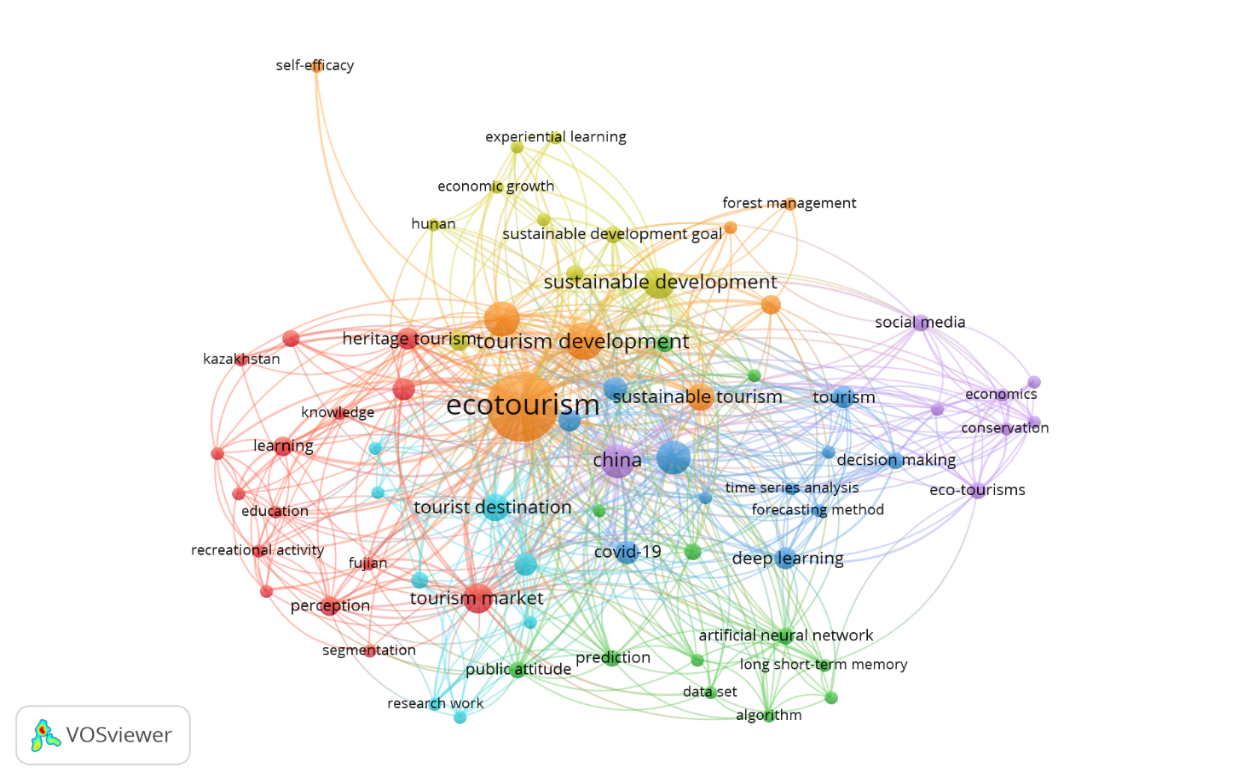 self-efficacy
experiential learning
economic growth
forest management
hunan
sustainable development goal
sustainable development
social media
heritage tourism
tourism development
kazakhstan
ecotourism
sustainable tourism
tourism
economics
knowledge
conservation
learning
china
decision making
time series analysis
eco-tourisms
tourist destination
forecasting method
education
recreational activity
covid-19
deep learning
fujian
perception
tourism market
artificial neural network
segmentation
public attitude
prediction
long short-term memory
data set
research work
algorithm
VOSviewer